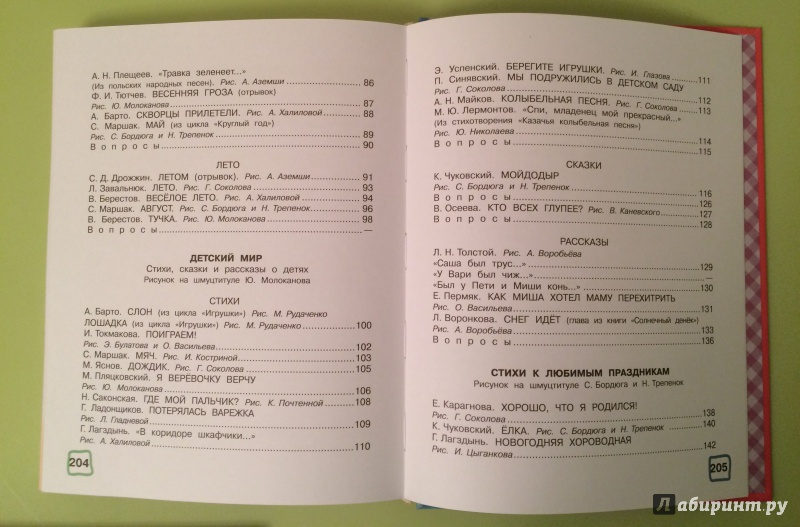 А. Н. Плещеев. «Травка зеленеет...»
(Из польских народных песен). Рис. А. Аземши 86
Ф. И. Тютчев. ВЕСЕННЯЯ ГРОЗА (отрывок)
Рис. Ю. Молоканова 87
А. Барто. СКВОРЦЫ ПРИЛЕТЕЛИ. Рис. А. Халиловой 88
С. Маршак. МАЙ (из цикла «Круглый год»)
Рис. С. Бордюга и Н. Трепенок 89
Вопросы 90
ЛЕТО
С. Д. Дрожжин. ЛЕТОМ (отрывок). Рис. А. Аземши 91
Л. Завальнюк. ЛЕТО. Рис. Г. Соколова 93
В. Берестов. ВЕСЁЛОЕ ЛЕТО. Рис. А. Халиловой 94
С. Маршак. АВГУСТ. Рис. С. Бордюга и Н. Трепенок 96
В. Берестов. ТУЧКА. Рис. Ю. Молоканова 98
Вопросы —
ДЕТСКИЙ МИР
Стихи, сказки и рассказы о детях
Рисунок на шмуцтитуле Ю. Молоканова
СТИХИ
А. Барто. СЛОН (из цикла «Игрушки»). Рис. М. Рудаченко
ЛОШАДКА (из цикла «Игрушки»). Рис. М. Рудаченко 100
И. Токмакова. ПОИГРАЕМ!
Рис. Э. Булатова и О. Васильева 102
С. Маршак. МЯЧ. Рис. И. Костриной 103
М. Яснов. ДОЖДИК. Рис. Г. Соколова 105
М. Пляцковский. Я ВЕРЁВОЧКУ ВЕРЧУ
Рис. Ю. Молоканова 106
Н. Саконская. ГДЕ МОЙ ПАЛЬЧИК? Рис. К. Почтенной 108
Г. Ладонщиков. ПОТЕРЯЛАСЬ ВАРЕЖКА
Рис. Л. Гладневой 109
Г. Лагздынь. «В коридоре шкафчики...»
Рис. А. Халиловой 110
204
Э. Успенский. БЕРЕГИТЕ ИГРУШКИ. Рис. И. Глазова 111
П. Синявский. МЫ ПОДРУЖИЛИСЬ В ДЕТСКОМ САДУ
Рис. Г. Соколова 112
А. Н. Майков. КОЛЫБЕЛЬНАЯ ПЕСНЯ. Рис. Г. Соколова 113
М. Ю. Лермонтов. «Спи, младенец мой прекрасный...»
(Из стихотворения «Казачья колыбельная песня»)
Рис. Ю. Николаева 114
Вопросы 115
СКАЗКИ
К. Чуковский. МОЙДОДЫР
Рис. С. Бордюга и Н. Трепенок 116
Вопросы 126
В. Осеева. КТО ВСЕХ ГЛУПЕЕ? Рис. В. Каневского 127
Вопросы 128
РАССКАЗЫ
Л. Н. Толстой. Рис. А. Воробьёва
«Саша был трус...» 129
«У Вари был чиж...» —
«Был у Пети и Миши конь...» 130
Е. Пермяк. КАК МИША ХОТЕЛ МАМУ ПЕРЕХИТРИТЬ
Рис. О. Васильева 131
Л. Воронкова. СНЕГ ИДЁТ (глава из книги «Солнечный денёк»)
Рис. А. Воробьёва 133
Вопросы 136
СТИХИ К ЛЮБИМЫМ ПРАЗДНИКАМ
Рисунок на шмуцтитуле С. Бордюга и Н. Трепенок
Е. Карагнова. ХОРОШО, ЧТО Я РОДИЛСЯ!
Рис. Г. Соколова 138
К. Чуковский. ЁЛКА. Рис. С. Бордюга и Н. Трепенок 140
Г. Лагздынь. НОВОГОДНЯЯ ХОРОВОДНАЯ
Рис. И. Цыганкова 142
205
Лабиринт.ру